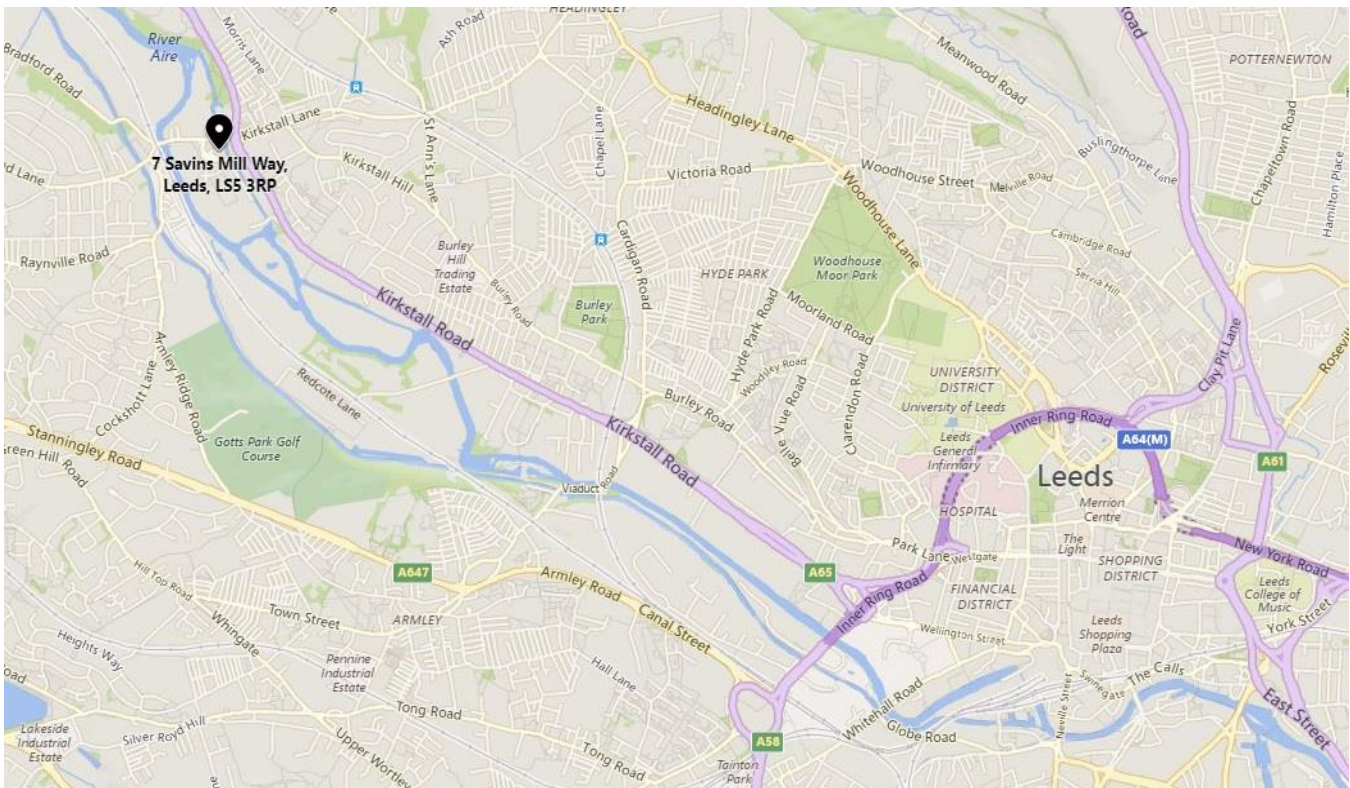 HEADINGLEY
Road
River
Aire
Morris Lane
Ash Road
Meanwood Road
POTTERNEWTON
Bradford Road
Headingley Lane
Kirkstall Lane
St Ann's Lane
Chapel Lane
Buslingthorpe Lane
Chapeltown Road
Hamilton Place
7 Savins Mill Way,
Leeds, LS5 3RP
Kirkstall Hill
Victoria Road
Woodhouse Street
Melville Road
Woodhouse Lane
Cambridge Road
Servia Hill
Raynville Road
Burley
Hill
Trading
Estate
Cardigan Road
HYDE PARK
Woodhouse
Moor Park
Burley Road
Kirkstall Road
Burley
Park
Hyde Park Road
Moorland Road
Clay Pit Lane
Armley Ridge Road
Cockshott Lane
Redcote Lane
Woodsley Road
Belle Vue Road
Clarendon Road
UNIVERSITY
DISTRICT
University of Leeds
Burley Road
Kirkstall Road
Inner Ring Road
A64(M)
A61
Stanningley Road
Green Hill Road
Gotts Park Golf
Course
Leeds
General
Infirmary
Leeds
Viaduct Road
HOSPITAL
Merrion
Centre
Park Lane
Westgate
The
Light
SHOPPING
DISTRICT
New York Road
Hill Top Road
A647
Armley Road
A65
Inner Ring Road
FINANCIAL
DISTRICT
Leeds
College of
Music
York Street
Town Street
ARMLEY
Canal Street
Wellington Street
Leeds
Shopping
Plaza
Heights Way
Whingate
Pennine
Industrial
Estate
Hall Lane
The Calls
Swinegate
Neville Street
East Street
Tong Road
Whitehall Road
Globe Road
Lakeside
Industrial
Estate
Silver Royd Hill
Upper Wortley
Tong Road
A58
Tainton
Park